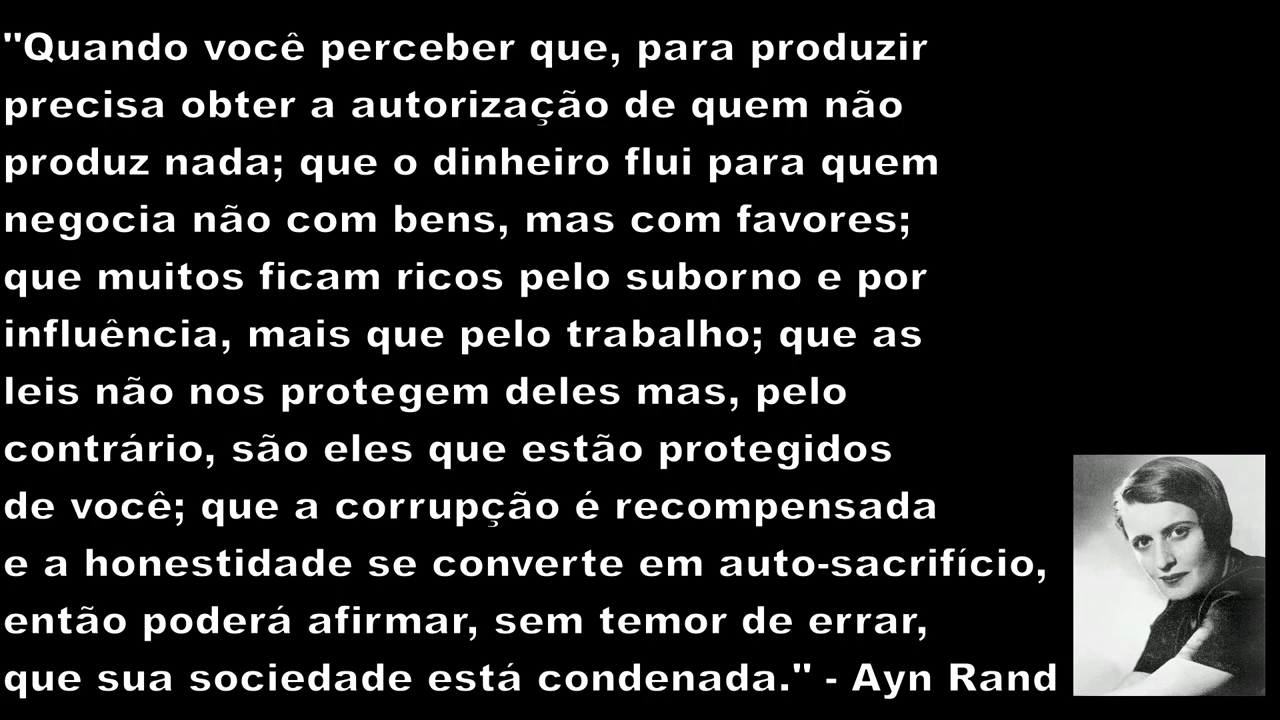 "Quando você perceber que, para produzir
precisa obter a autorização de quem não
produz nada; que o dinheiro flui para quem
negocia não com bens, mas com favores;
que muitos ficam ricos pelo suborno e por
influência, mais que pelo trabalho; que as
leis não nos protegem deles mas, pelo
contrário, são eles que estão protegidos
de você; que a corrupção é recompensada
e a honestidade se converte em auto-sacrifício,
então poderá afirmar, sem temor de errar,
que sua sociedade está condenada." - Ayn Rand